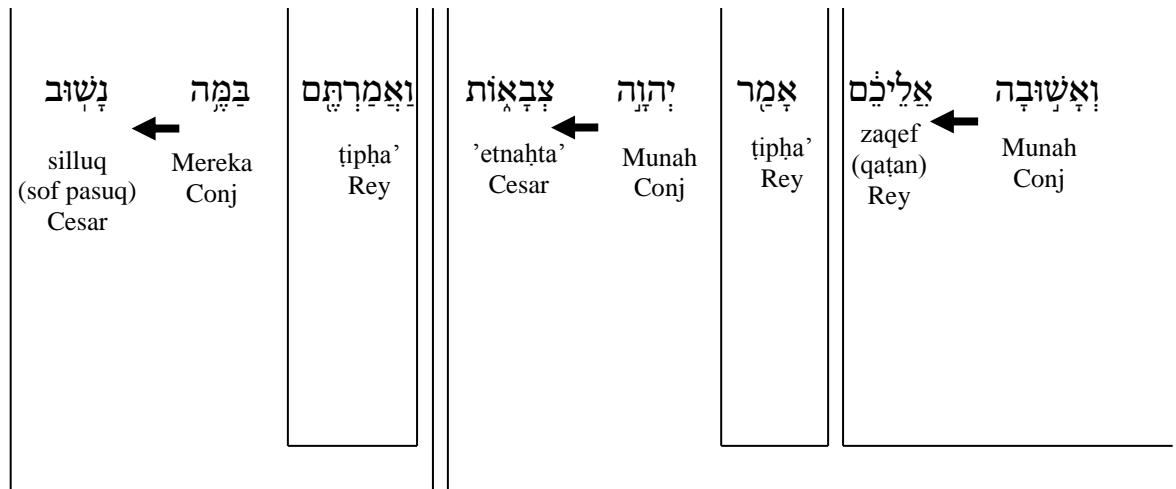 וְאָשׁ֣וּבָה אֲלֵיכֶ֔ם אָמַ֖ר יְהוָ֣ה צְבָא֑וֹת וַאֲמַרְתֶּ֖ם בַּמֶּ֥ה נָשֽׁוּב
Munah
Conj
zaqef
(qaṭan)
Rey
ṭipḥa’
Rey
Munah
Conj
’etnaḥta’
Cesar
ṭipḥa’
Rey
Mereka
Conj
silluq
(sof pasuq)
Cesar